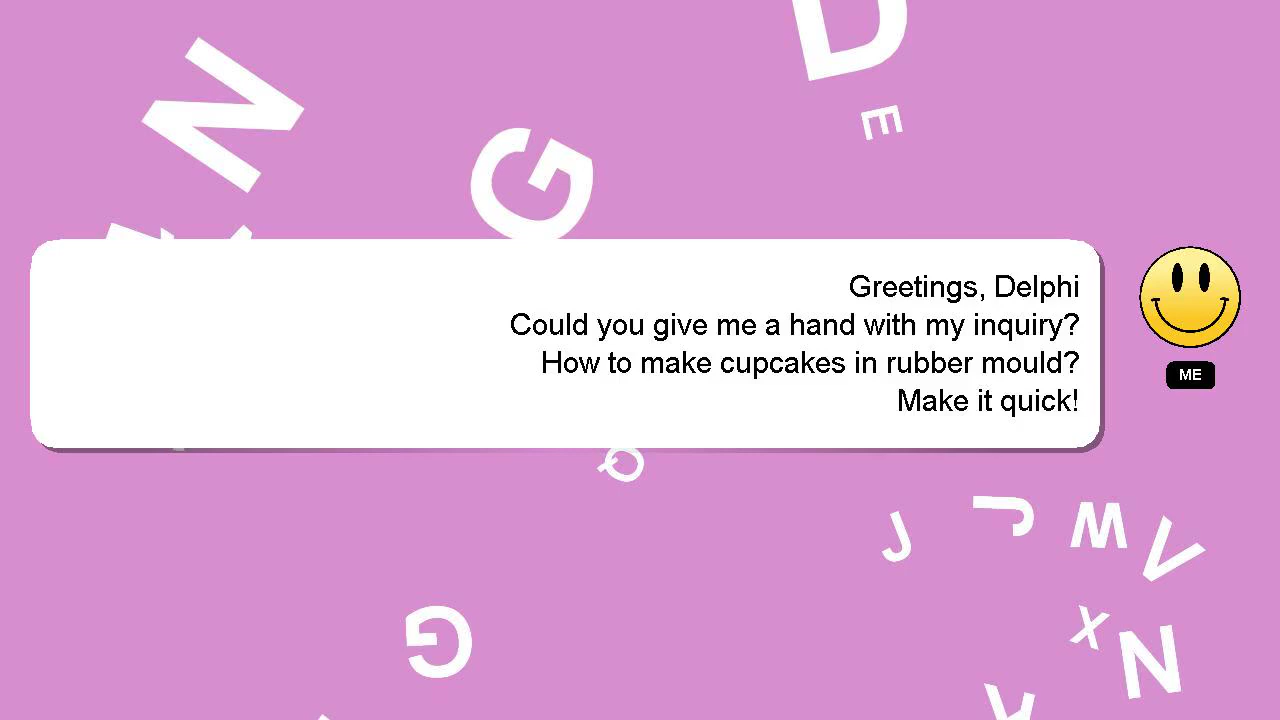 Greetings, Delphi
Could you give me a hand with my inquiry?
How to make cupcakes in rubber mould?
Make it quick!
ME
N
G
D
E
Q
J
J
W
V
X
N
G